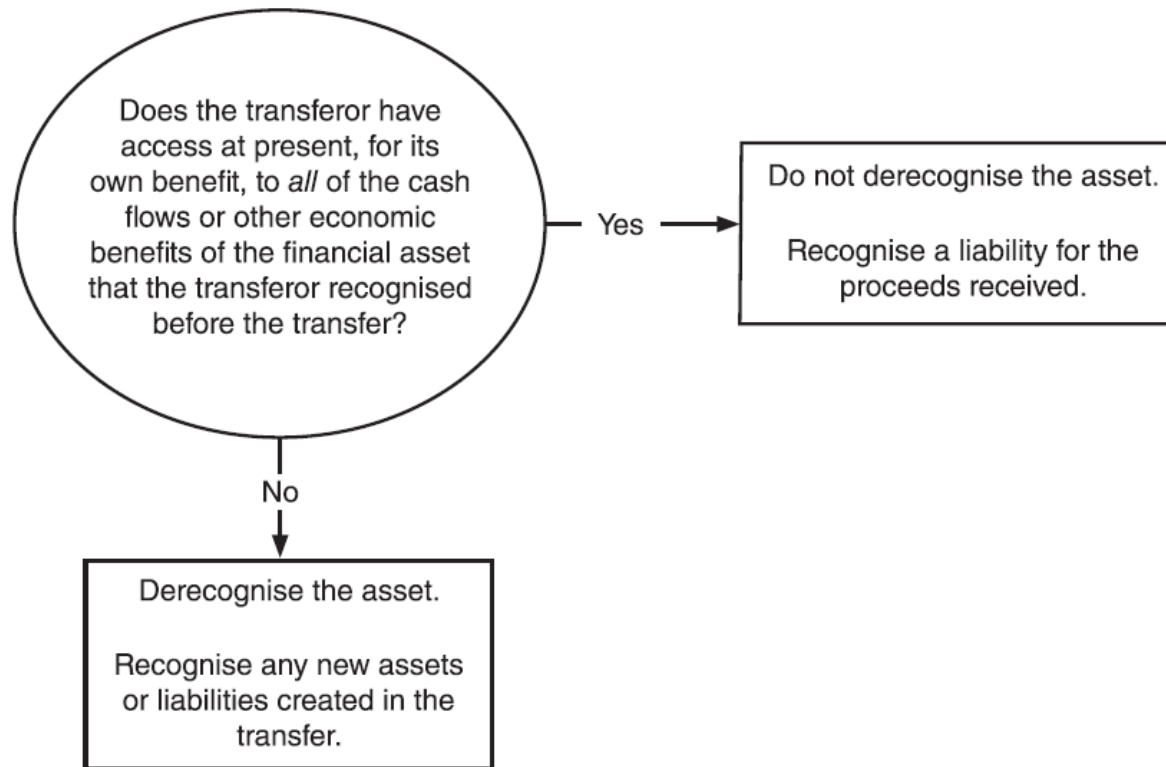 Does the transferor have
access at present, for its
own benefit, to all of the cash
flows or other economic
benefits of the financial asset
that the transferor recognised
before the transfer?
Yes
Do not derecognise the asset.
Recognise a liability for the
proceeds received.
No
Derecognise the asset.
Recognise any new assets
or liabilities created in the
transfer.